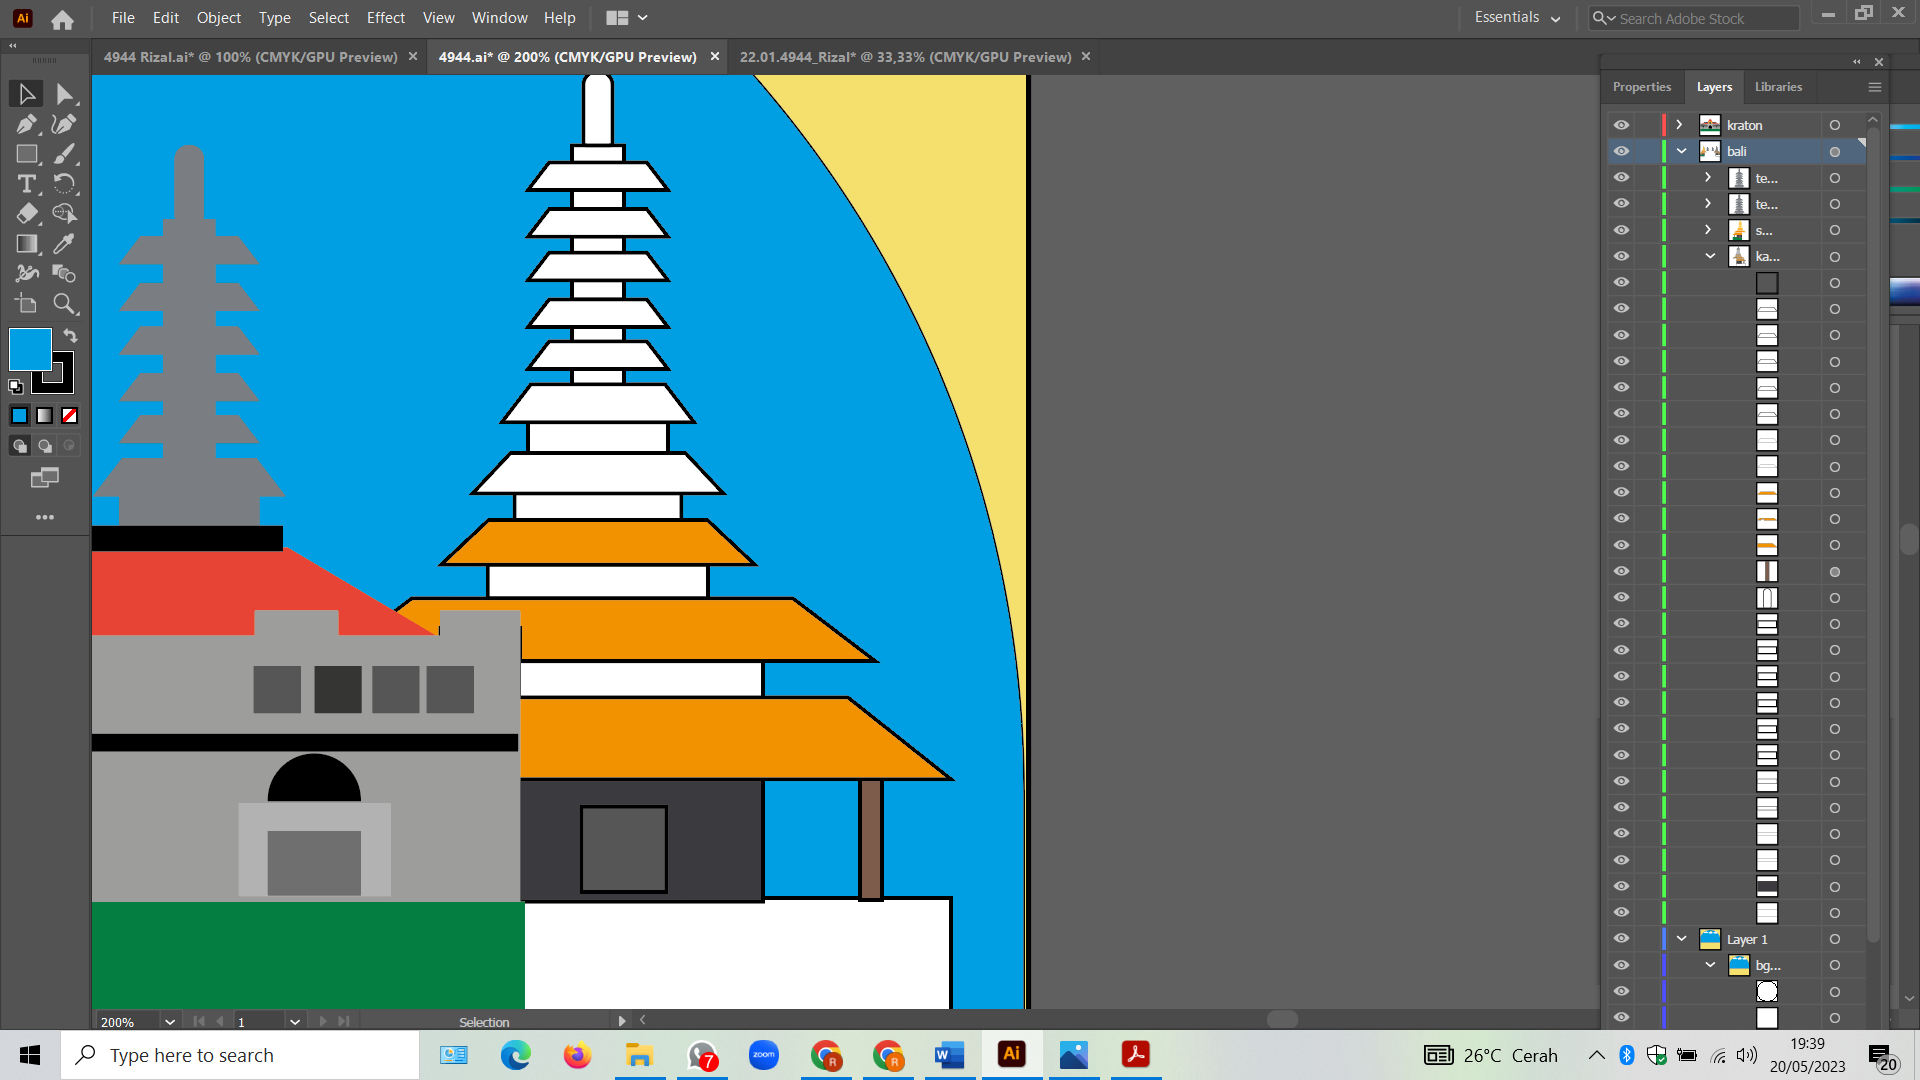 Ai File Edit Object Type Select Effect View Window Help Essentials Search Adobe Stock
4944 Rizal.ai* @ 100% (CMYK/GPU Preview) 4944.ai* @ 200% (CMYK/GPU Preview) 22.01.4944_Rizal* @ 33,33% (CMYK/GPU Preview)
Properties Layers Libraries
kraton
bali
te...
te...
s...
ka...
Layer 1
bg...
200% 1 Selection
Type here to search
7
zoom
R
R
W
Ai
26°C Cerah
19:39
20/05/2023
20